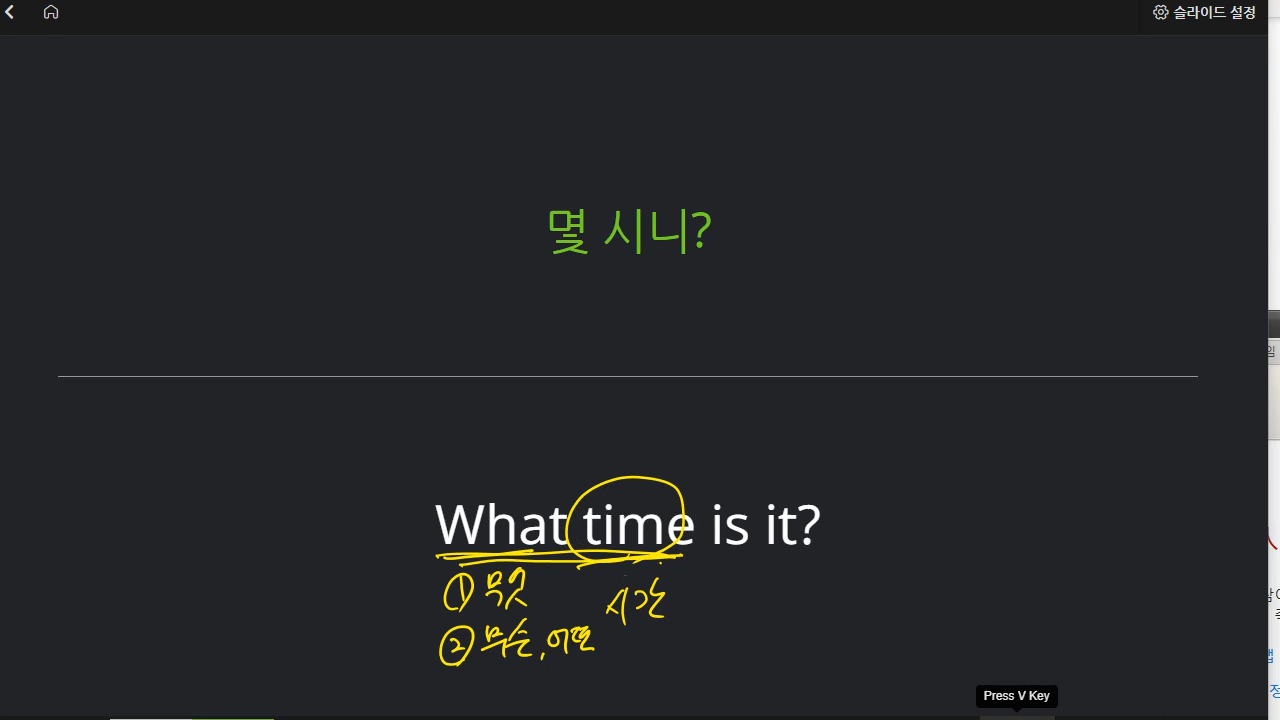 슬라이드 설정
몇 시니?
What time is it?
① 무엇 시간
② 무슨, 어떤
Press V Key